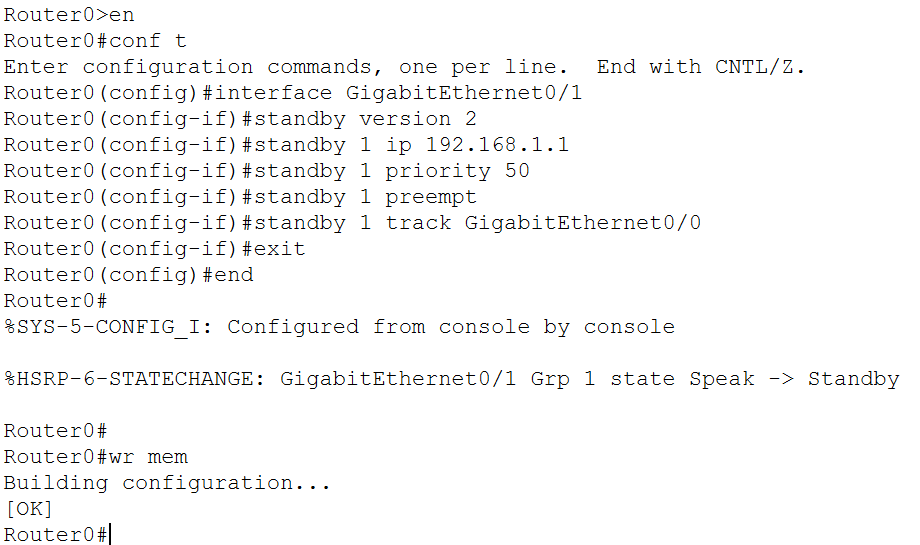 Router0>en
Router0#conf t
Enter configuration commands, one per line.  End with CNTL/Z.
Router0(config)#interface GigabitEthernet0/1
Router0(config-if)#standby version 2
Router0(config-if)#standby 1 ip 192.168.1.1
Router0(config-if)#standby 1 priority 50
Router0(config-if)#standby 1 preempt
Router0(config-if)#standby 1 track GigabitEthernet0/0
Router0(config-if)#exit
Router0(config)#end
Router0#
%SYS-5-CONFIG_I: Configured from console by console
%HSRP-6-STATECHANGE: GigabitEthernet0/1 Grp 1 state Speak -> Standby
Router0#
Router0#wr mem
Building configuration...
[OK]
Router0#